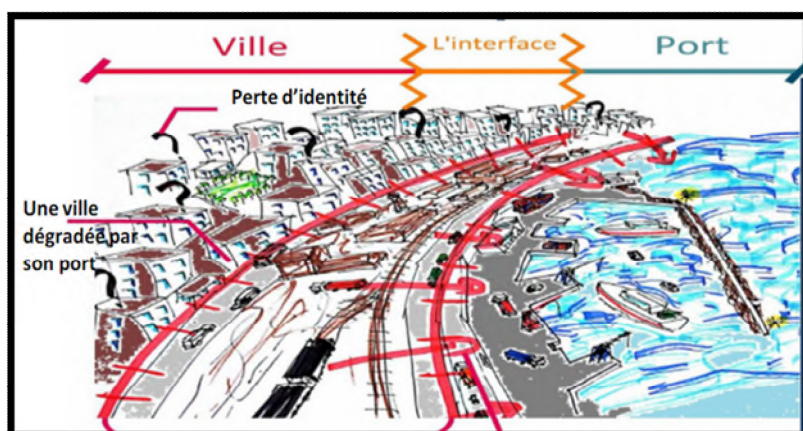 Ville L'interface Port
Perte d'identité
Une ville
dégradée par
son port